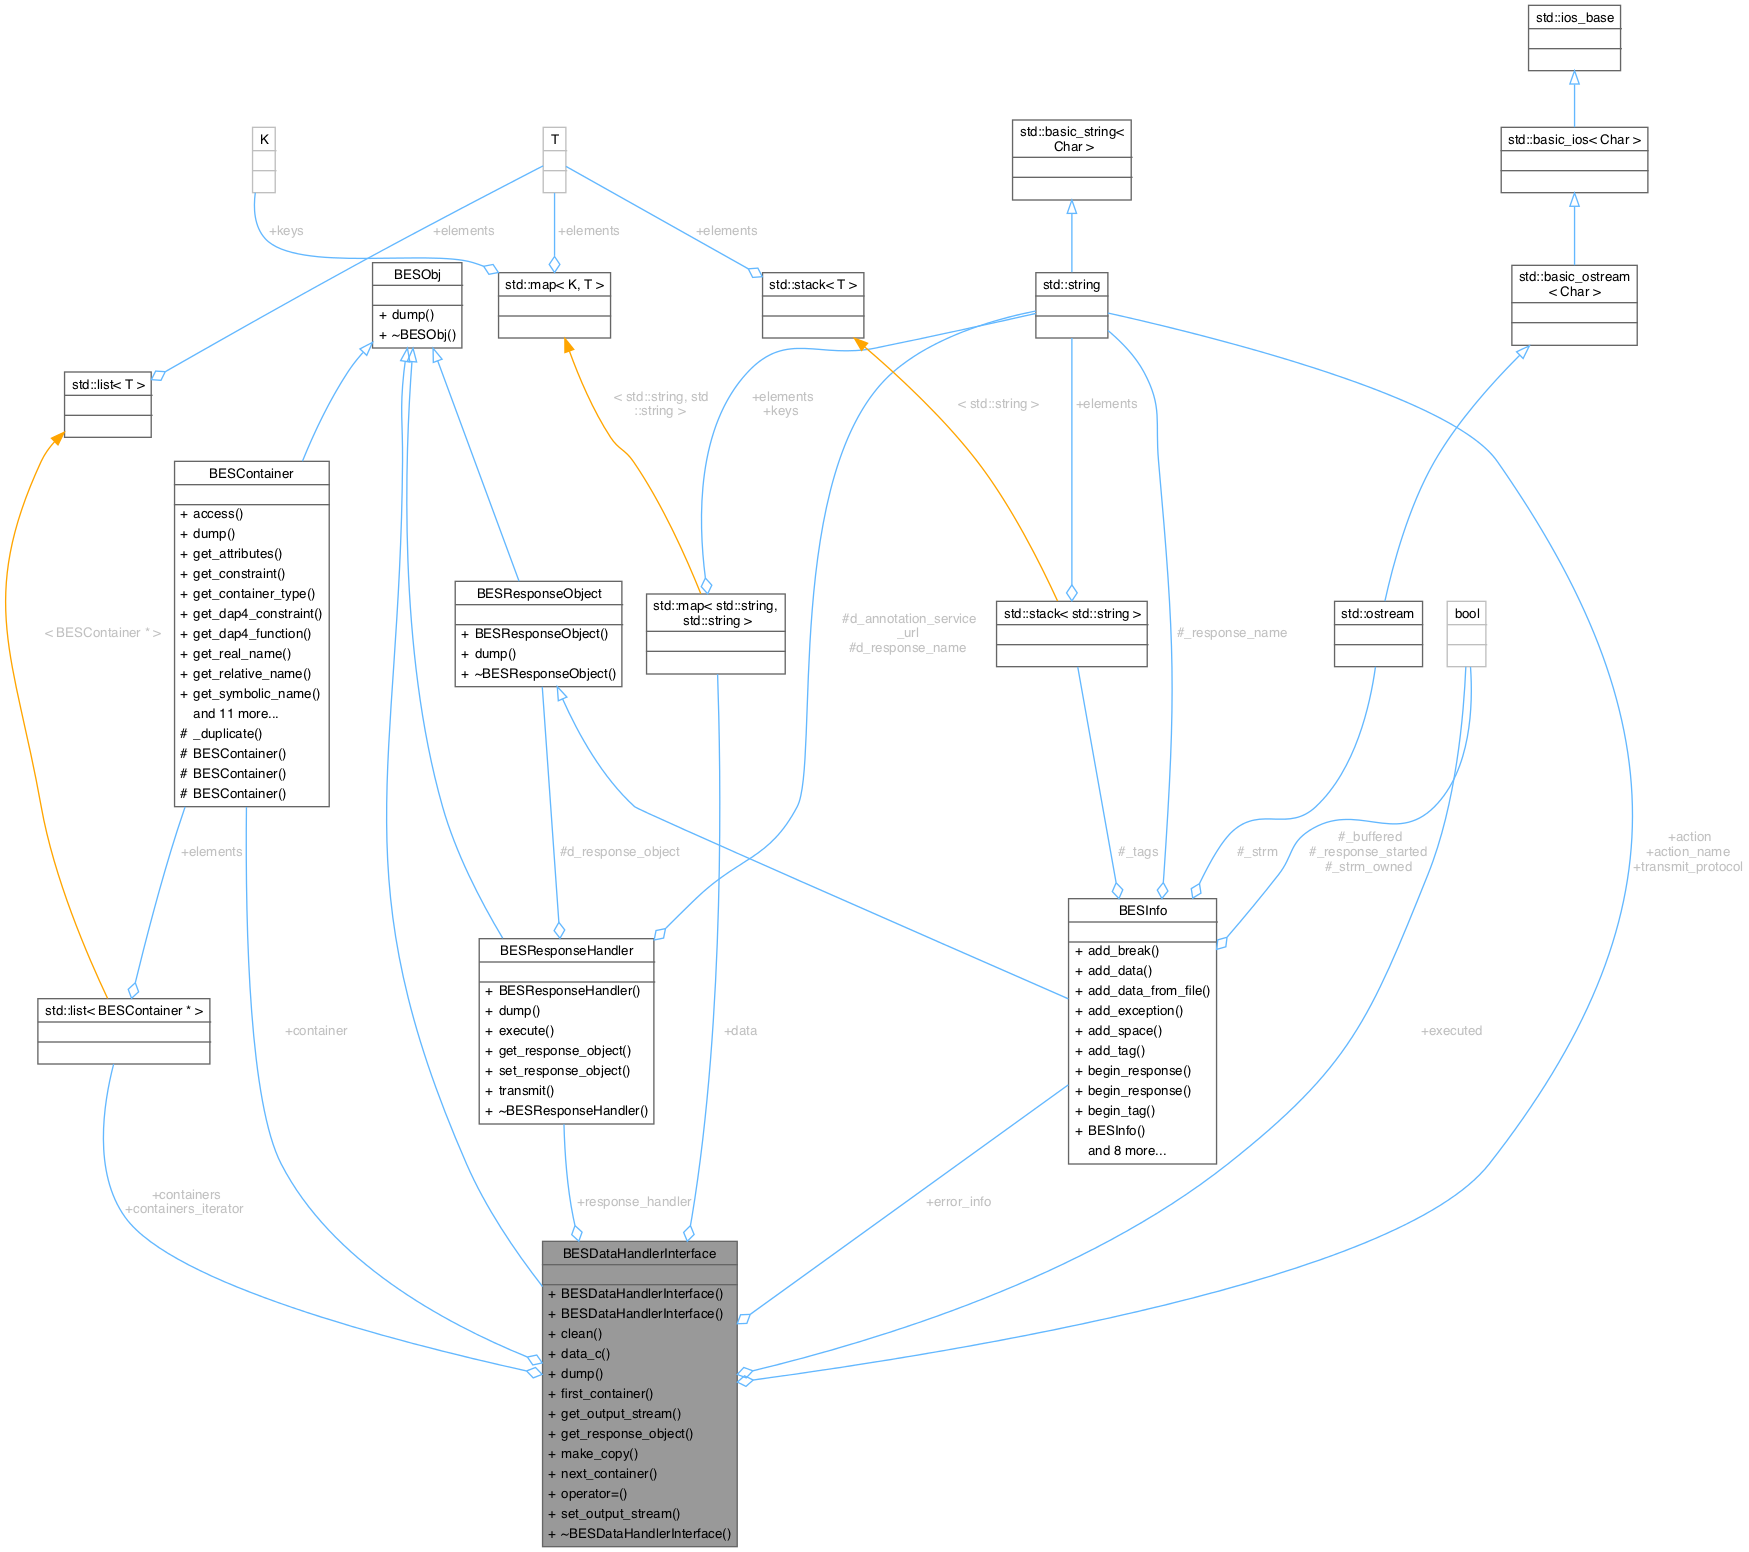 std::ios_base
K
T
std::basic_string<
Char >
std::basic_ios< Char >
+keys
+elements
+elements
+elements
BESObj
+ dump()
+ ~BESObj()
std::map< K, T >
std::stack< T >
std::string
std::basic_ostream
< Char >
std::list< T >
< std::string, std
::string >
+elements
+keys
< std::string >
+elements
BESContainer
+ access()
+ dump()
+ get_attributes()
+ get_constraint()
+ get_container_type()
+ get_dap4_constraint()
+ get_dap4_function()
+ get_real_name()
+ get_relative_name()
+ get_symbolic_name()
and 11 more...
# _duplicate()
# BESContainer()
# BESContainer()
# BESContainer()
< BESContainer * >
BESResponseObject
+ BESResponseObject()
+ dump()
+ ~BESResponseObject()
std::map< std::string,
std::string >
#d_annotation_service
_url
#d_response_name
std::stack< std::string >
#_response_name
std::ostream
bool
+elements
#d_response_object
#_tags
#_strm
#_buffered
#_response_started
#_strm_owned
+action
+action_name
+transmit_protocol
std::list< BESContainer * >
+container
BESResponseHandler
+ BESResponseHandler()
+ dump()
+ execute()
+ get_response_object()
+ set_response_object()
+ transmit()
+ ~BESResponseHandler()
+data
BESInfo
+ add_break()
+ add_data()
+ add_data_from_file()
+ add_exception()
+ add_space()
+ add_tag()
+ begin_response()
+ begin_response()
+ begin_tag()
+ BESInfo()
and 8 more...
+executed
+containers
+containers_iterator
+response_handler
+error_info
BESDataHandlerInterface
+ BESDataHandlerInterface()
+ BESDataHandlerInterface()
+ clean()
+ data_c()
+ dump()
+ first_container()
+ get_output_stream()
+ get_response_object()
+ make_copy()
+ next_container()
+ operator=()
+ set_output_stream()
+ ~BESDataHandlerInterface()